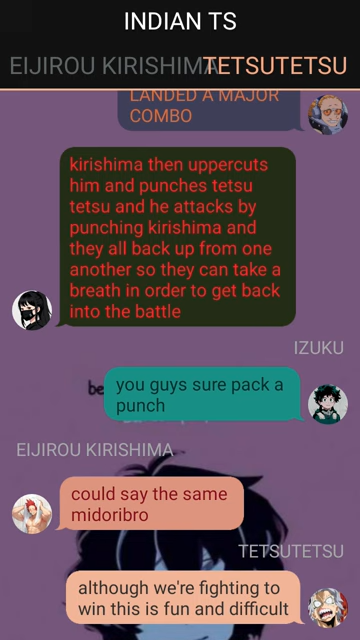 INDIAN TS
EIJIROU KIRISHIMA
TETSUTETSU
LANDED A MAJOR
COMBO
kirishima then uppercuts
him and punches tetsu
tetsu and he attacks by
punching kirishima and
they all back up from one
another so they can take a
breath in order to get back
into the battle
IZUKU
be
you guys sure pack a
punch
EIJIROU KIRISHIMA
could say the same
midoribro
TETSUTETSU
although we're fighting to
win this is fun and difficult